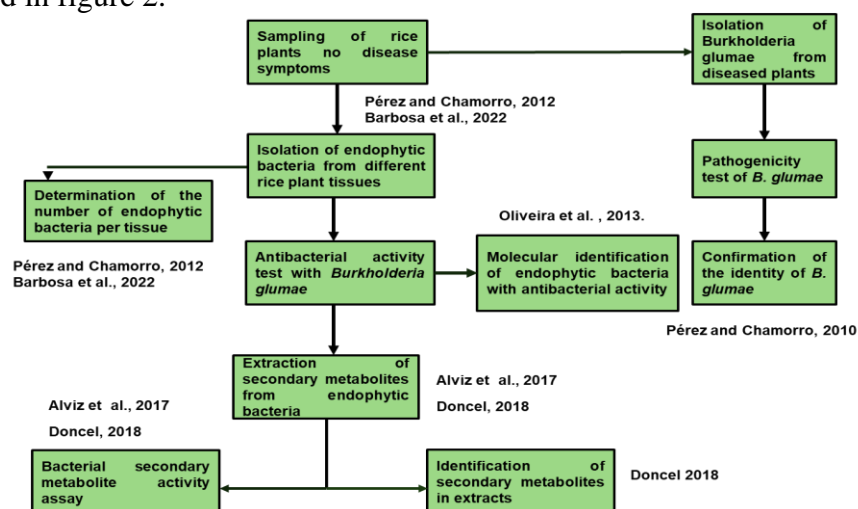 d in figure 2.
Sampling of rice
plants no disease
symptoms
Isolation of
Burkholderia
glumae from
diseased plants
Pérez and Chamorro, 2012
Barbosa et al., 2022
Isolation of endophytic
bacteria from different
rice plant tissues
Pathogenicity
test of B. glumae
Determination of the
number of endophytic
bacteria per tissue
Oliveira et al. , 2013.
Pérez and Chamorro, 2012
Barbosa et al., 2022
Antibacterial activity
test with Burkholderia
glumae
Molecular identification
of endophytic bacteria
with antibacterial activity
Confirmation of
the identity of B.
glumae
Pérez and Chamorro, 2010
Extraction of
secondary metabolites
from endophytic
bacteria
Alviz et al., 2017
Doncel, 2018
Alviz et al., 2017
Doncel, 2018
Bacterial secondary
metabolite activity
assay
Identification of
secondary metabolites
in extracts
Doncel 2018